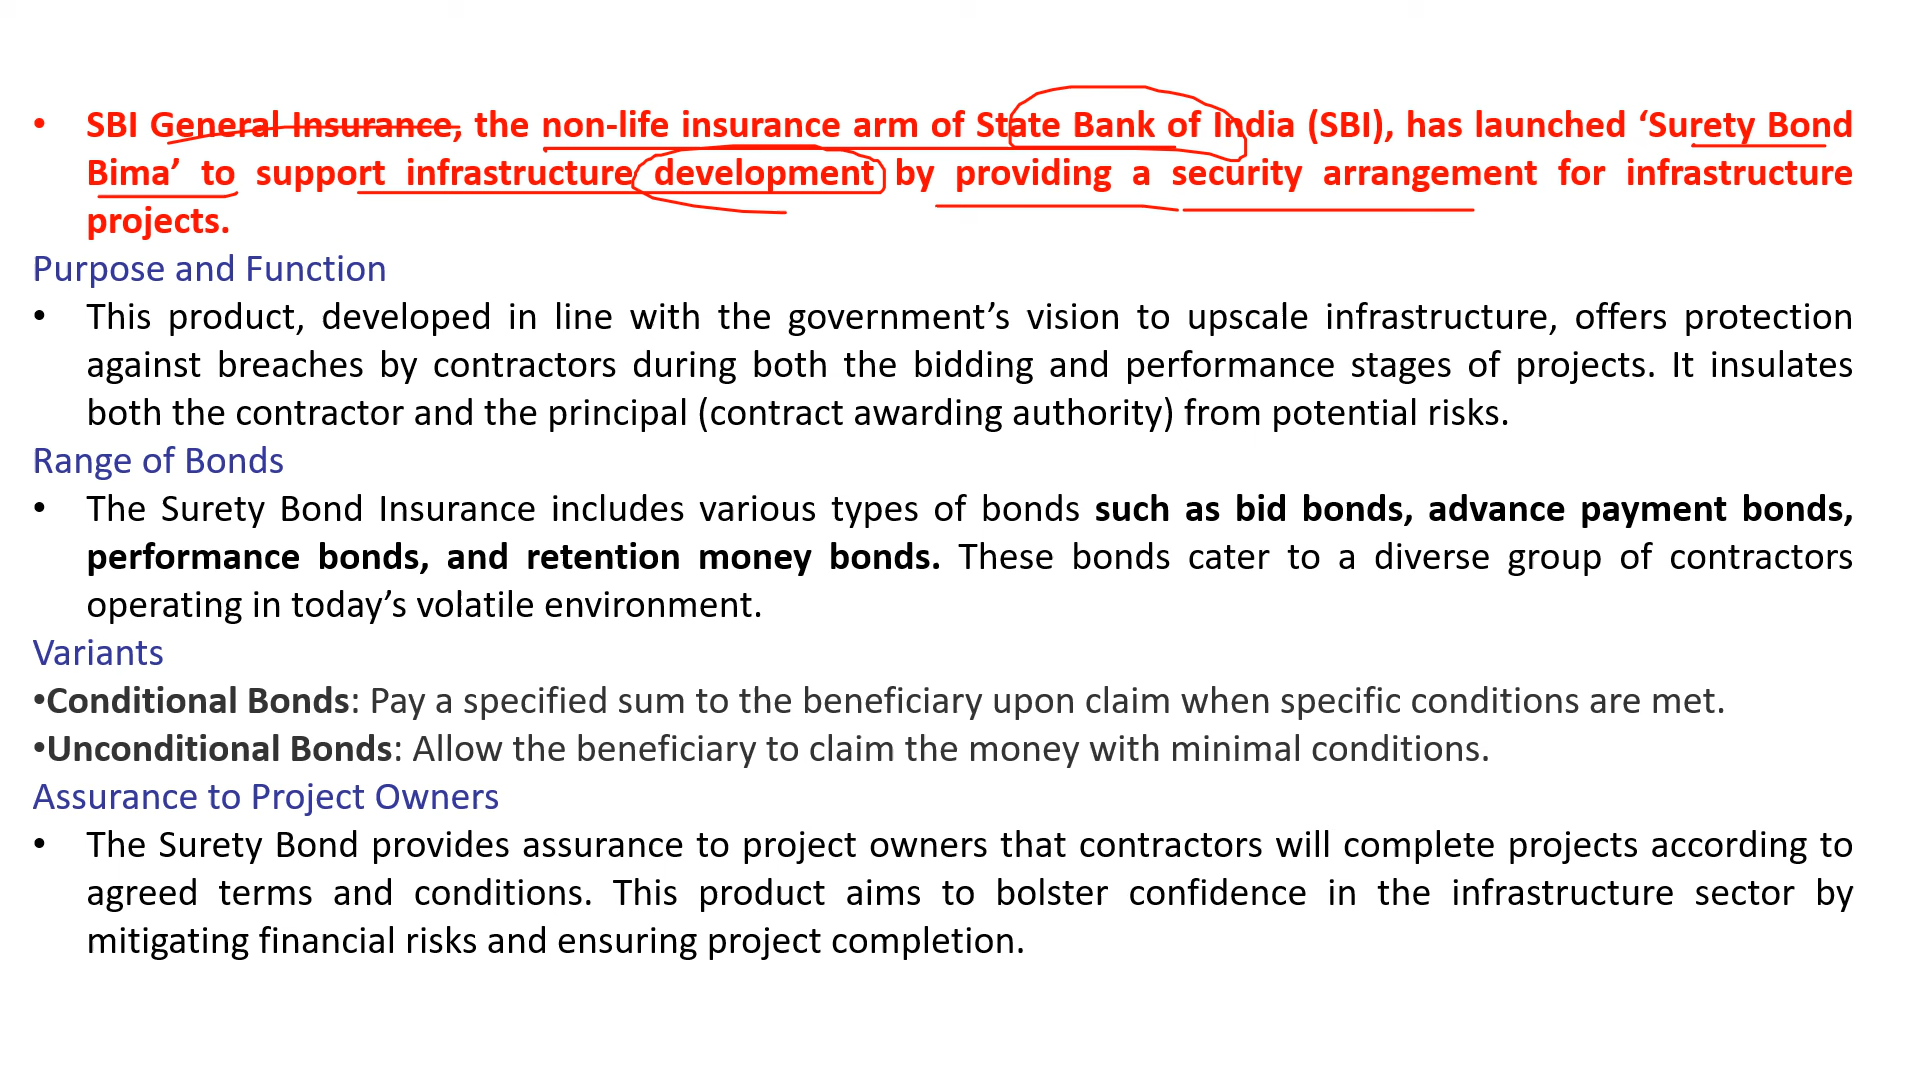 • SBI General Insurance, the non-life insurance arm of State Bank of India (SBI), has launched ‘Surety Bond
Bima’ to support infrastructure development by providing a security arrangement for infrastructure
projects.
Purpose and Function
• This product, developed in line with the government’s vision to upscale infrastructure, offers protection
against breaches by contractors during both the bidding and performance stages of projects. It insulates
both the contractor and the principal (contract awarding authority) from potential risks.
Range of Bonds
• The Surety Bond Insurance includes various types of bonds such as bid bonds, advance payment bonds,
performance bonds, and retention money bonds. These bonds cater to a diverse group of contractors
operating in today’s volatile environment.
Variants
•Conditional Bonds: Pay a specified sum to the beneficiary upon claim when specific conditions are met.
•Unconditional Bonds: Allow the beneficiary to claim the money with minimal conditions.
Assurance to Project Owners
• The Surety Bond provides assurance to project owners that contractors will complete projects according to
agreed terms and conditions. This product aims to bolster confidence in the infrastructure sector by
mitigating financial risks and ensuring project completion.